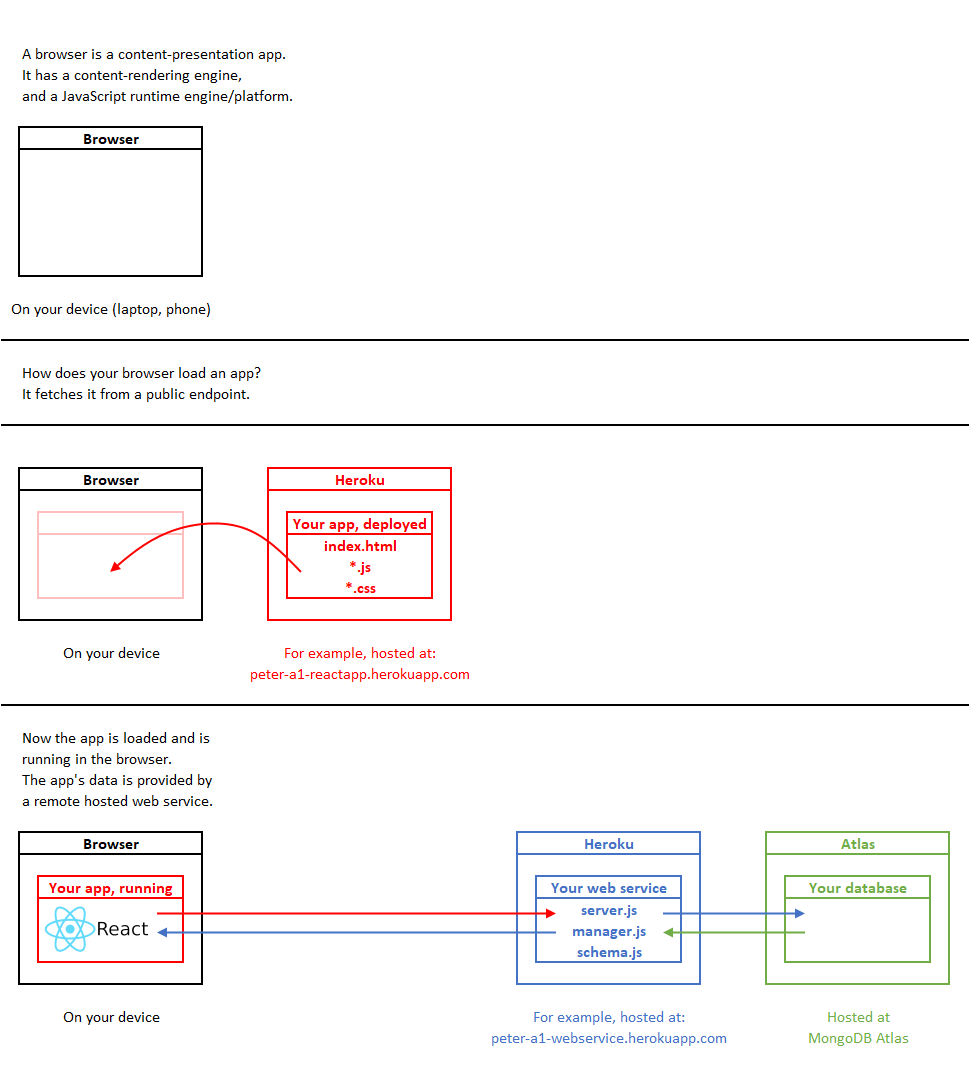 A browser is a content-presentation app.
It has a content-rendering engine,
and a JavaScript runtime engine/platform.
Browser
On your device (laptop, phone)
How does your browser load an app?
It fetches it from a public endpoint.
Browser
Heroku
Your app, deployed
index.html
*.js
*.css
On your device
For example, hosted at:
peter-a1-reactapp.herokuapp.com
Now the app is loaded and is
running in the browser.
The app's data is provided by
a remote hosted web service.
Browser
Heroku
Atlas
Your app, running
React
Your web service
server.js
manager.js
schema.js
Your database
On your device
For example, hosted at:
peter-a1-webservice.herokuapp.com
Hosted at
MongoDB Atlas